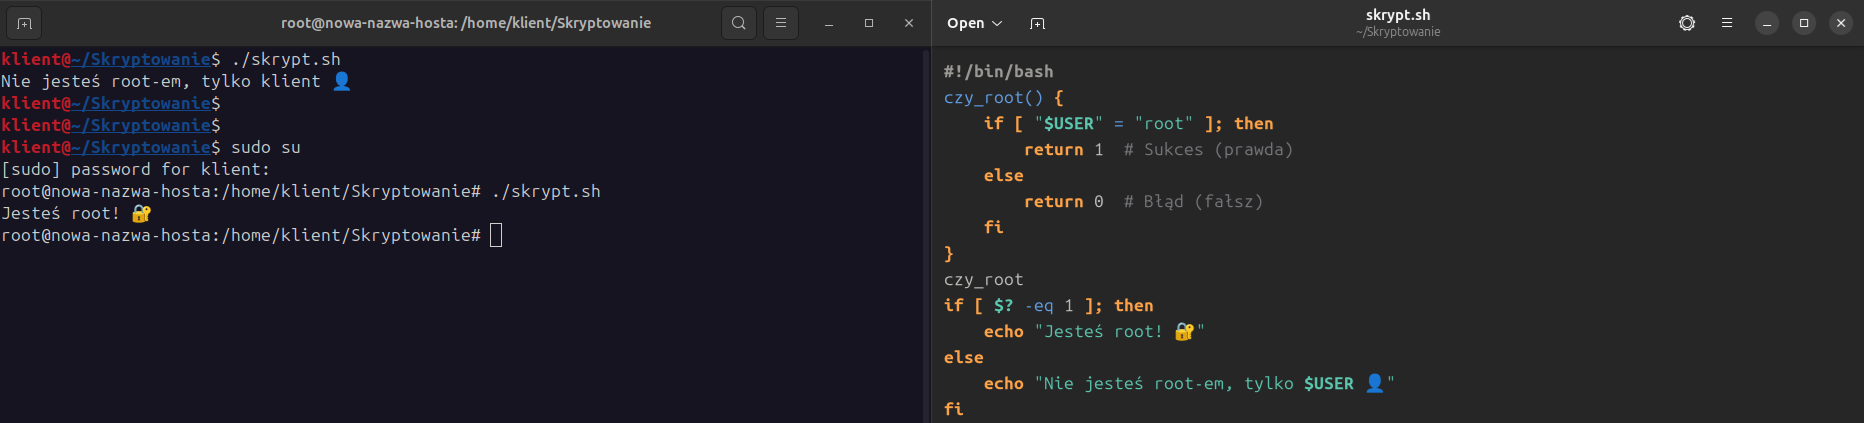 root@nowa-nazwa-hosta: /home/klient/Skryptowanie
klient@~/Skryptowanie$ ./skrypt.sh
Nie jesteś root-em, tylko klient 👤
klient@~/Skryptowanie$
klient@~/Skryptowanie$
klient@~/Skryptowanie$ sudo su
[sudo] password for klient:
root@nowa-nazwa-hosta:/home/klient/Skryptowanie# ./skrypt.sh
Jesteś root! 🔐
root@nowa-nazwa-hosta:/home/klient/Skryptowanie#
Open
skrypt.sh
~/Skryptowanie
#!/bin/bash
czy_root() {
    if [ "$USER" = "root" ]; then
        return 1  # Sukces (prawda)
    else
        return 0  # Błąd (fałsz)
    fi
}
czy_root
if [ $? -eq 1 ]; then
    echo "Jesteś root! 🔐"
else
    echo "Nie jesteś root-em, tylko $USER 👤"
fi